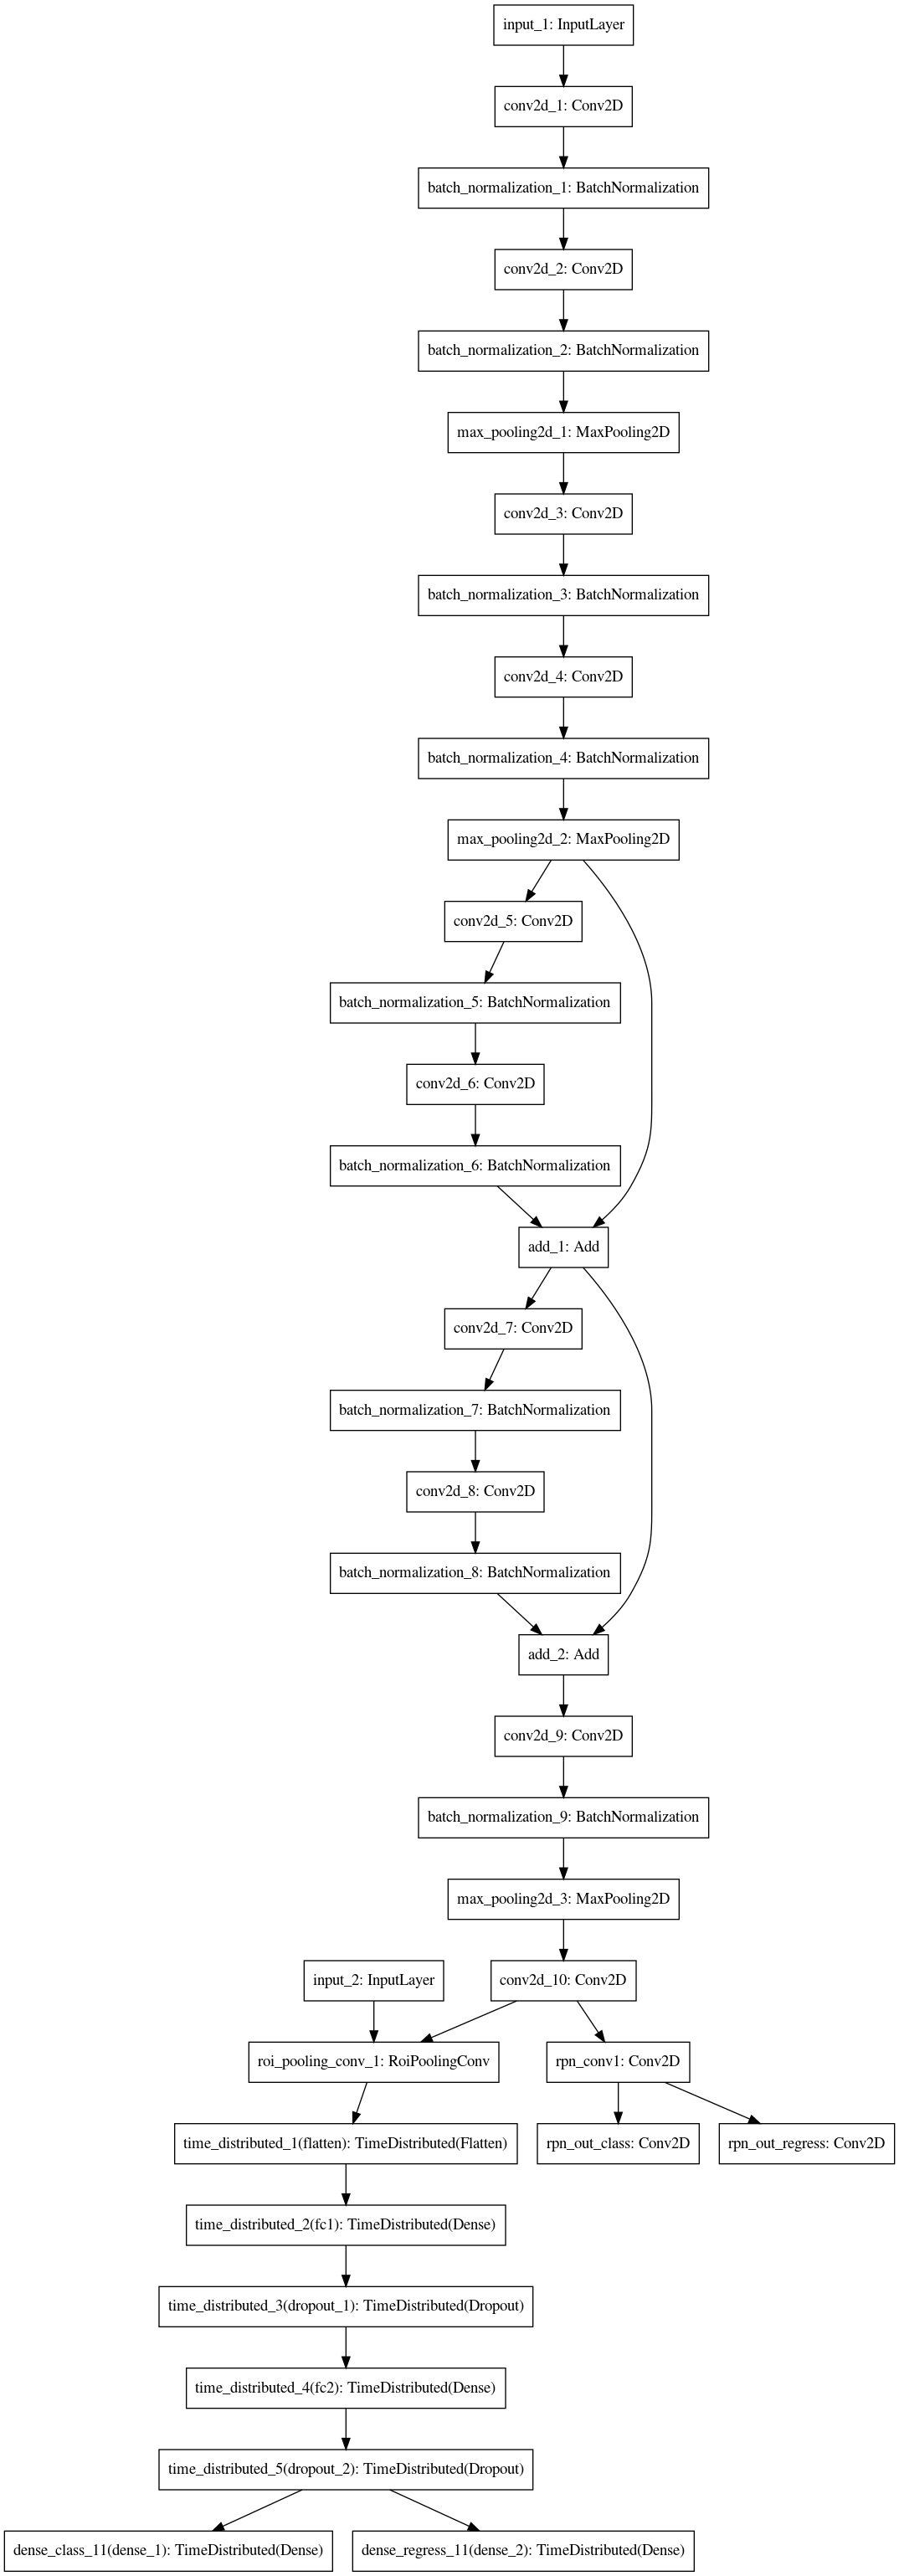 input_1: InputLayer
conv2d_1: Conv2D
batch_normalization_1: BatchNormalization
conv2d_2: Conv2D
batch_normalization_2: BatchNormalization
max_pooling2d_1: MaxPooling2D
conv2d_3: Conv2D
batch_normalization_3: BatchNormalization
conv2d_4: Conv2D
batch_normalization_4: BatchNormalization
max_pooling2d_2: MaxPooling2D
conv2d_5: Conv2D
batch_normalization_5: BatchNormalization
conv2d_6: Conv2D
batch_normalization_6: BatchNormalization
add_1: Add
conv2d_7: Conv2D
batch_normalization_7: BatchNormalization
conv2d_8: Conv2D
batch_normalization_8: BatchNormalization
add_2: Add
conv2d_9: Conv2D
batch_normalization_9: BatchNormalization
max_pooling2d_3: MaxPooling2D
input_2: InputLayer
conv2d_10: Conv2D
roi_pooling_conv_1: RoiPoolingConv
rpn_conv1: Conv2D
time_distributed_1(flatten): TimeDistributed(Flatten)
rpn_out_class: Conv2D
rpn_out_regress: Conv2D
time_distributed_2(fc1): TimeDistributed(Dense)
time_distributed_3(dropout_1): TimeDistributed(Dropout)
time_distributed_4(fc2): TimeDistributed(Dense)
time_distributed_5(dropout_2): TimeDistributed(Dropout)
dense_class_11(dense_1): TimeDistributed(Dense)
dense_regress_11(dense_2): TimeDistributed(Dense)